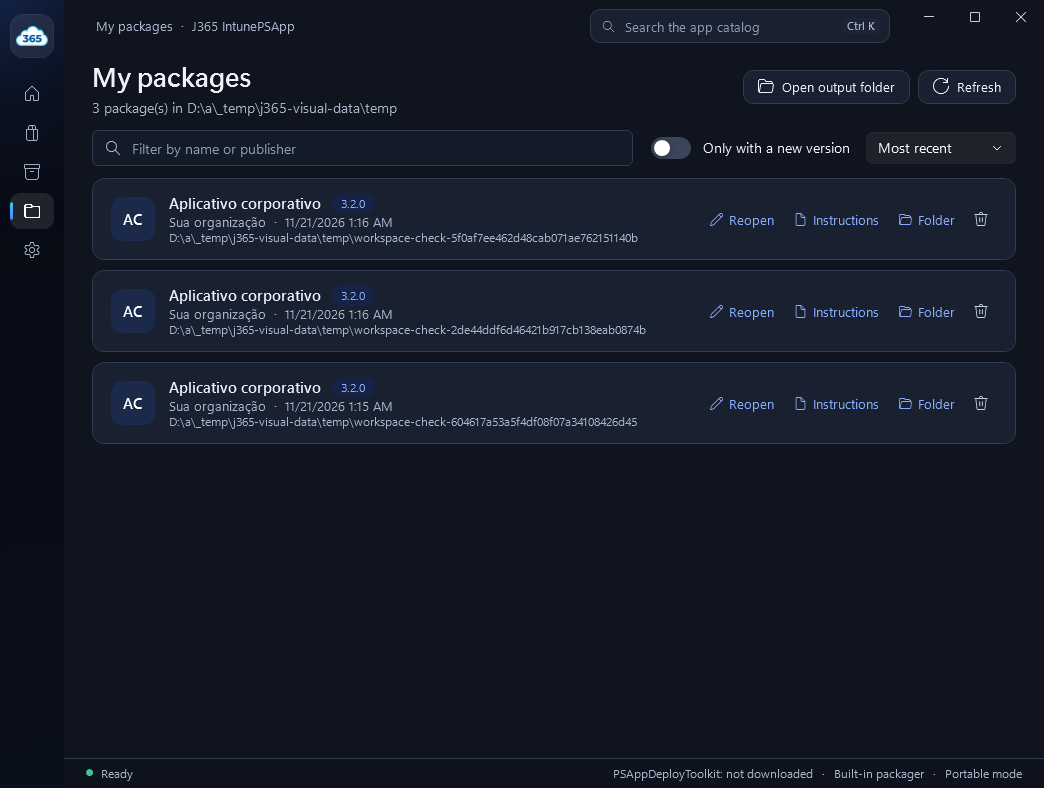 My packages · J365 IntunePSApp
Search the app catalog Ctrl K
365
My packages
3 package(s) in D:\a\_temp\j365-visual-data\temp
Open output folder
Refresh
Filter by name or publisher
Only with a new version
Most recent
AC
Aplicativo corporativo 3.2.0
Sua organização · 11/21/2026 1:16 AM
D:\a\_temp\j365-visual-data\temp\workspace-check-5f0af7ee462d48cab071ae762151140b
Reopen Instructions Folder
AC
Aplicativo corporativo 3.2.0
Sua organização · 11/21/2026 1:16 AM
D:\a\_temp\j365-visual-data\temp\workspace-check-2de44ddf6d46421b917cb138eab0874b
Reopen Instructions Folder
AC
Aplicativo corporativo 3.2.0
Sua organização · 11/21/2026 1:15 AM
D:\a\_temp\j365-visual-data\temp\workspace-check-604617a53a5f4df08f07a34108426d45
Reopen Instructions Folder
Ready
PSAppDeployToolkit: not downloaded · Built-in packager · Portable mode